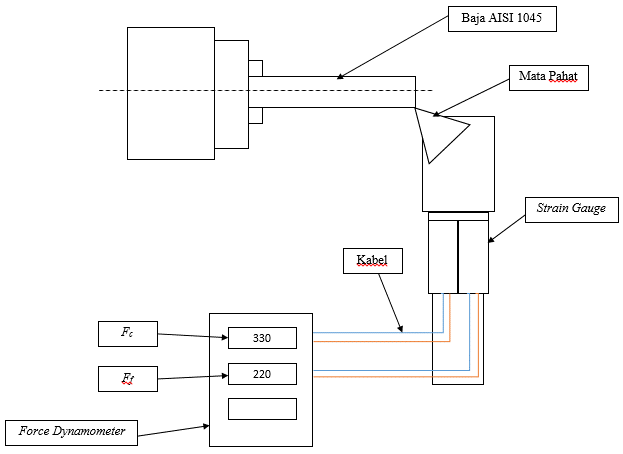 Baja AISI 1045
Mata Pahat
Strain Gauge
Kabel
Fc
330
Ff
220
Force Dynamometer